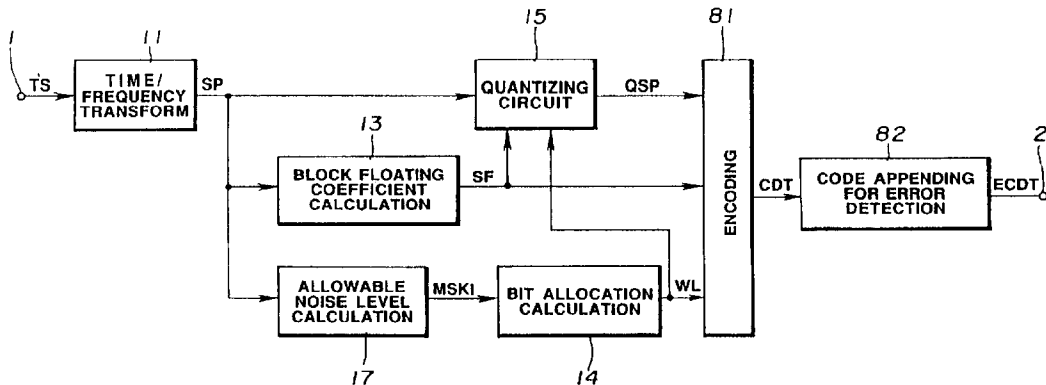 1
11
15
81
TS
TIME/
FREQUENCY
TRANSFORM
SP
QUANTIZING
CIRCUIT
QSP
13
BLOCK FLOATING
COEFFICIENT
CALCULATION
SF
ENCODING
CDT
82
CODE APPENDING
FOR ERROR
DETECTION
ECDT
2
ALLOWABLE
NOISE LEVEL
CALCULATION
MSKI
BIT ALLOCATION
CALCULATION
WL
17
14